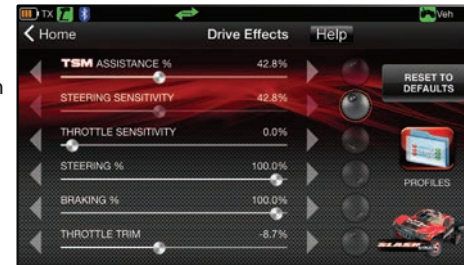 TX Veh
Home Drive Effects Help
TSM ASSISTANCE % 42.8%
RESET TO
DEFAULTS
STEERING SENSITIVITY 42.8%
THROTTLE SENSITIVITY 0.0%
STEERING % 100.0%
PROFILES
BRAKING % 100.0%
THROTTLE TRIM -8.7%
SLASH